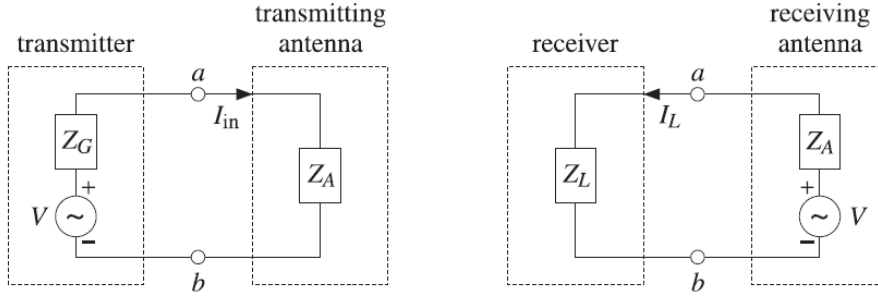 transmitter
transmitting
antenna
a
I_in
Z_G
+
V
~
−
Z_A
b
receiver
receiving
antenna
a
I_L
Z_L
Z_A
+
~
V
−
b